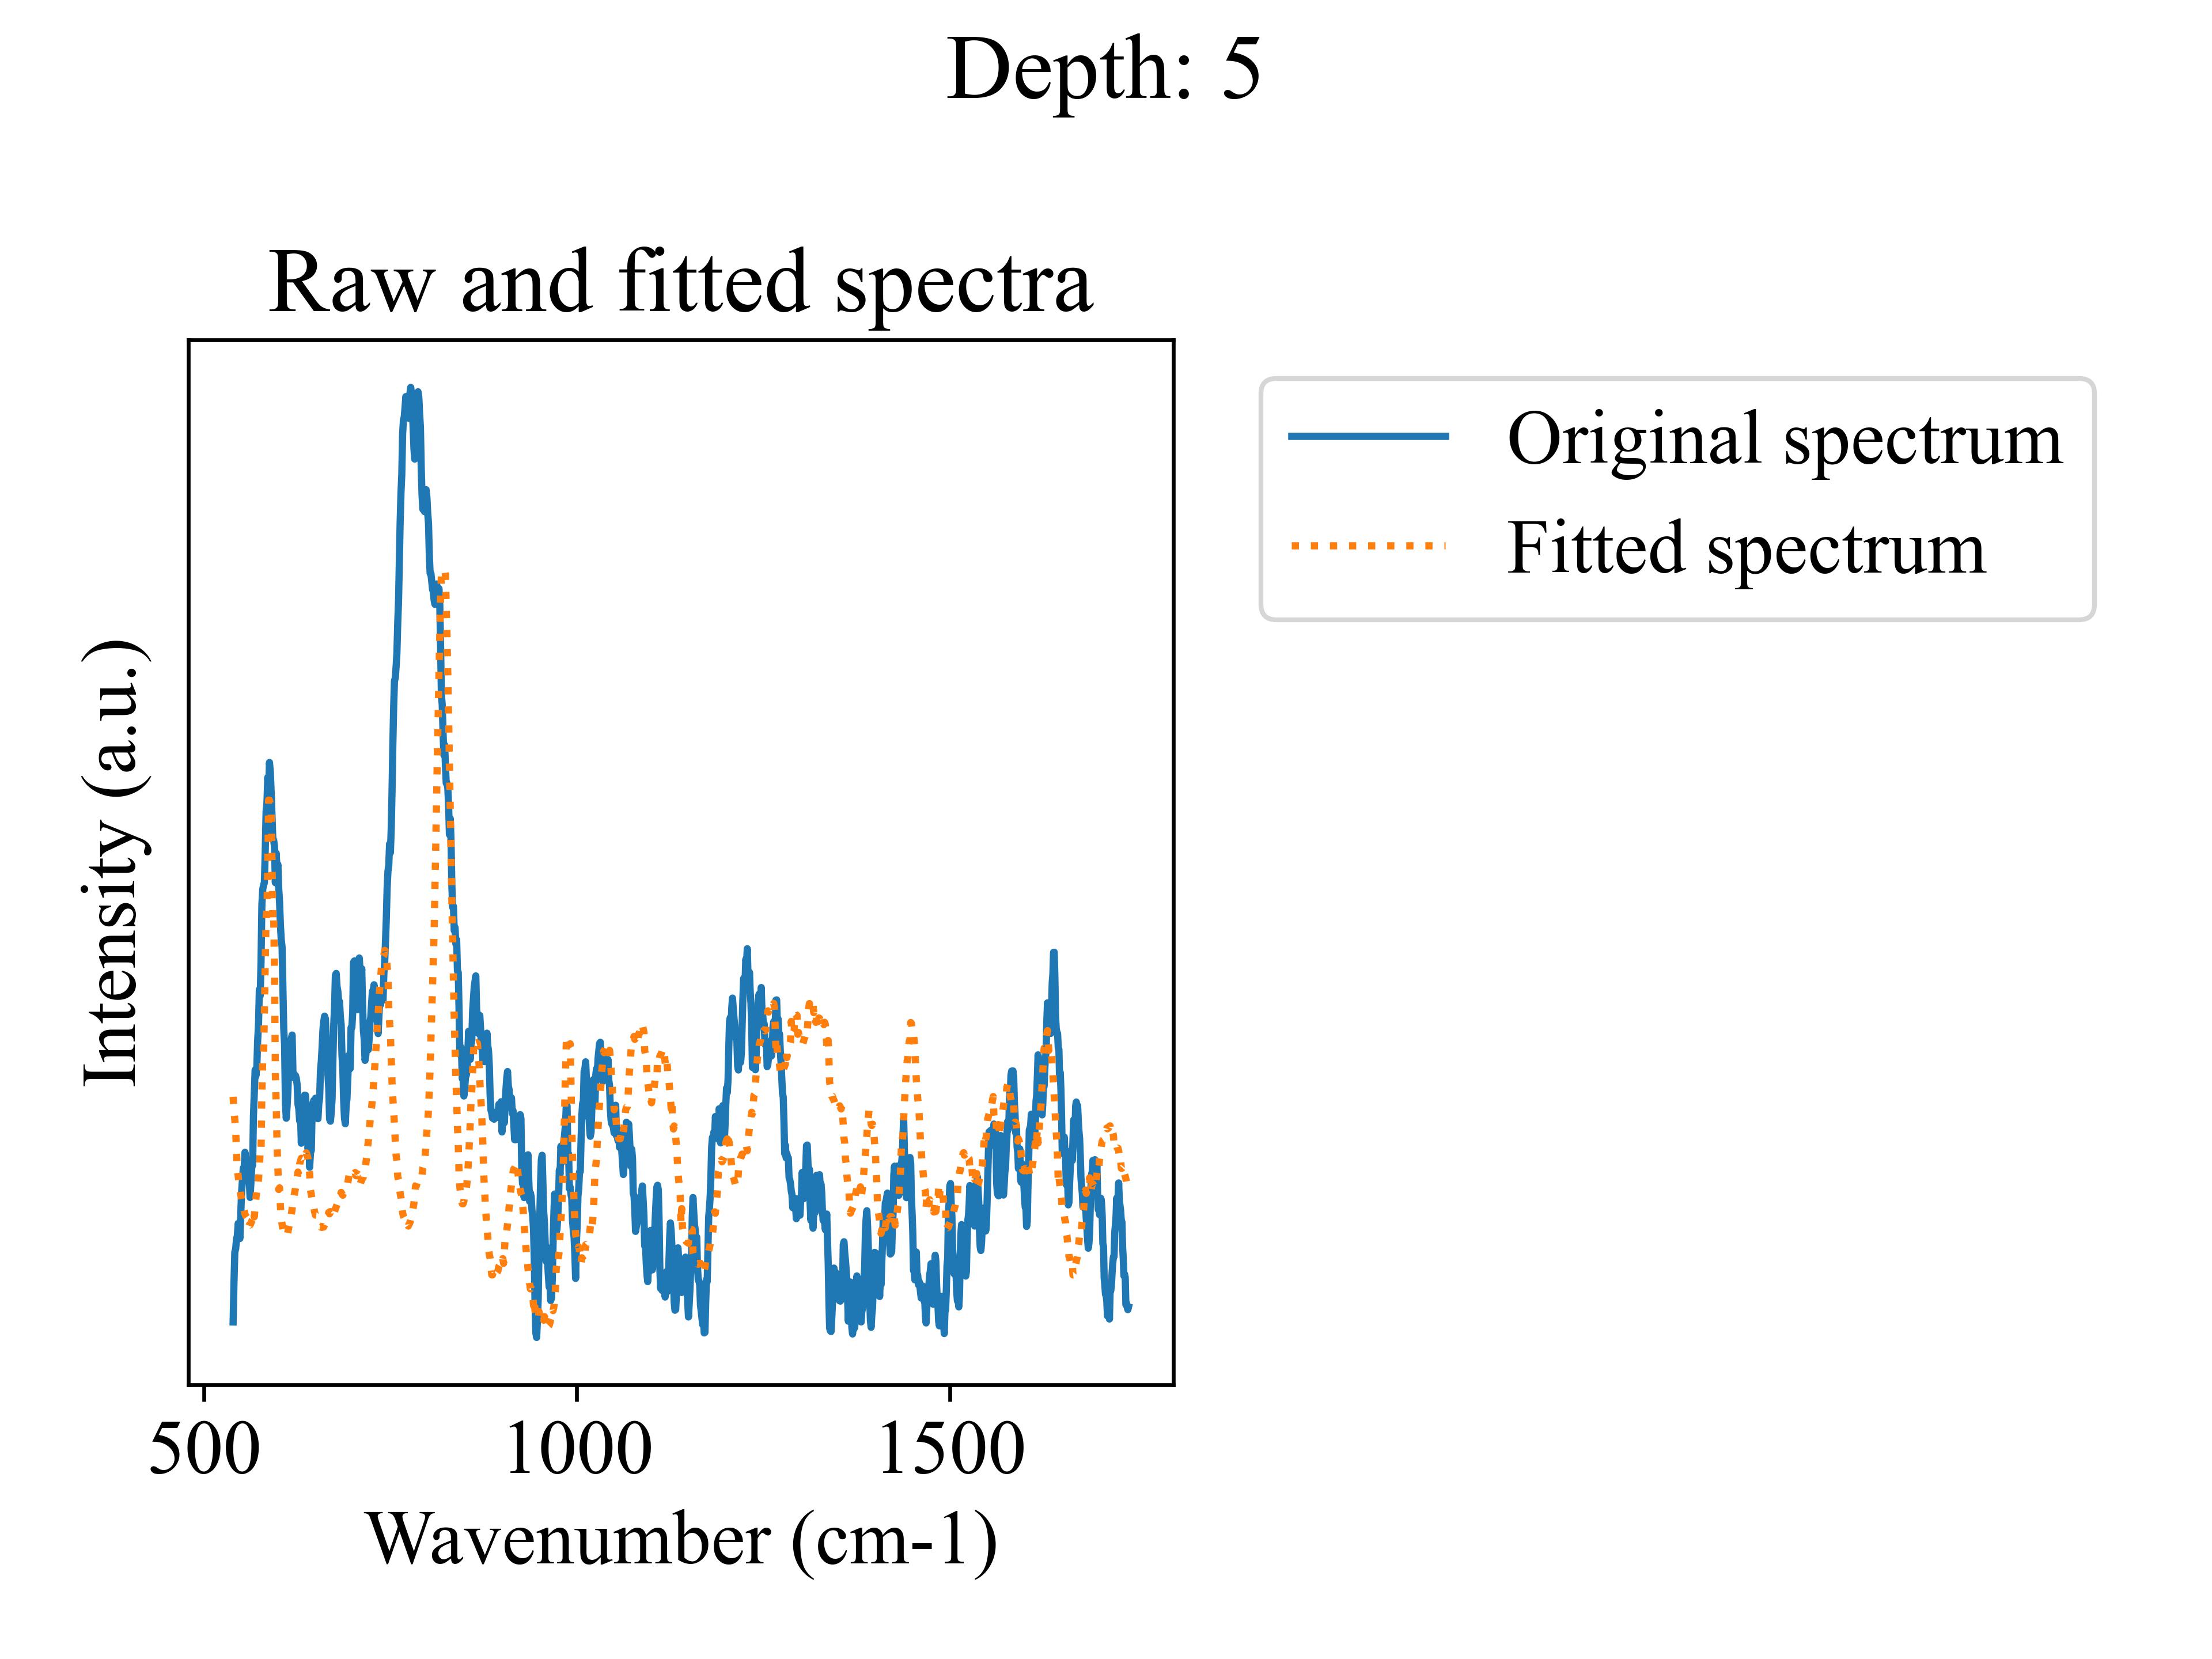 Depth: 5
Raw and fitted spectra
Original spectrum
Fitted spectrum
Intensity (a.u.)
500 1000 1500
Wavenumber (cm-1)